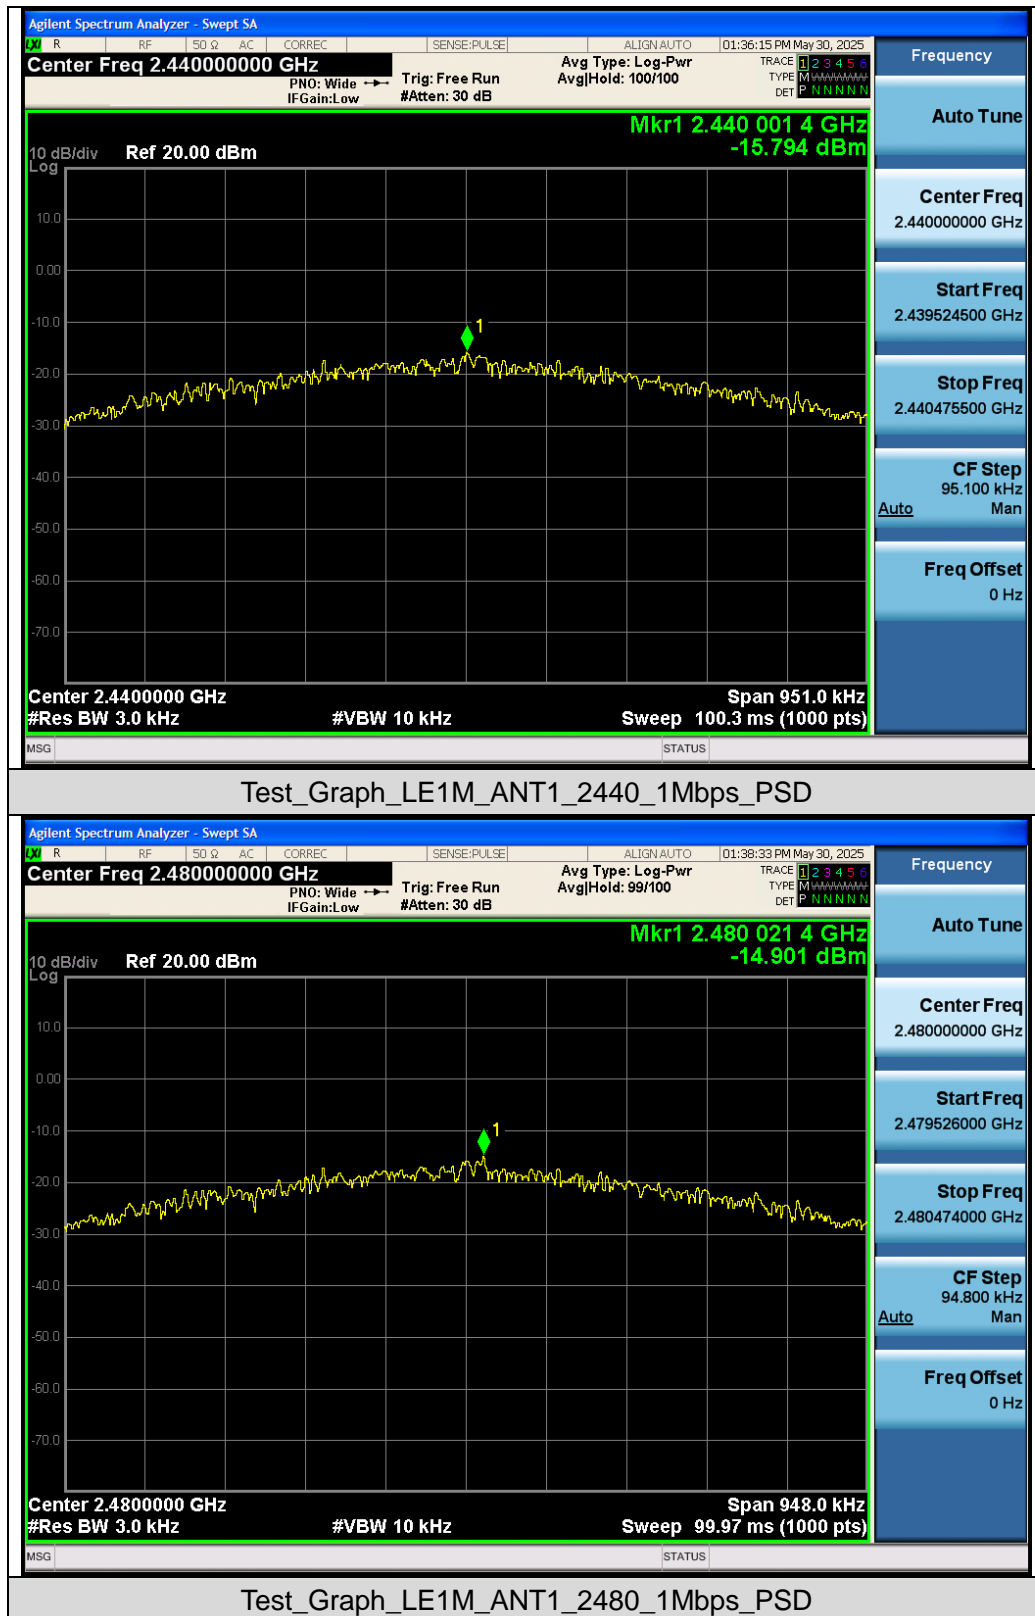 Agilent Spectrum Analyzer - Swept SA
LXI R RF 50 Ω AC CORREC SENSE:PULSE ALIGN AUTO 01:36:15 PM May 30, 2025
Center Freq 2.440000000 GHz
PNO: Wide
IFGain:Low
Trig: Free Run
#Atten: 30 dB
Avg Type: Log-Pwr
Avg|Hold: 100/100
TRACE 1 2 3 4 5 6
TYPE M W W W W W
DET P N N N N N
Mkr1 2.440 001 4 GHz
-15.794 dBm
10 dB/div Ref 20.00 dBm
Log
10.0
0.00
-10.0
-20.0
-30.0
-40.0
-50.0
-60.0
-70.0
1
Center 2.4400000 GHz Span 951.0 kHz
#Res BW 3.0 kHz #VBW 10 kHz Sweep 100.3 ms (1000 pts)
MSG STATUS
Frequency
Auto Tune
Center Freq
2.440000000 GHz
Start Freq
2.439524500 GHz
Stop Freq
2.440475500 GHz
CF Step
95.100 kHz
Auto Man
Freq Offset
0 Hz
Test_Graph_LE1M_ANT1_2440_1Mbps_PSD
Agilent Spectrum Analyzer - Swept SA
LXI R RF 50 Ω AC CORREC SENSE:PULSE ALIGN AUTO 01:38:33 PM May 30, 2025
Center Freq 2.480000000 GHz
PNO: Wide
IFGain:Low
Trig: Free Run
#Atten: 30 dB
Avg Type: Log-Pwr
Avg|Hold: 99/100
TRACE 1 2 3 4 5 6
TYPE M W W W W W
DET P N N N N N
Mkr1 2.480 021 4 GHz
-14.901 dBm
10 dB/div Ref 20.00 dBm
Log
10.0
0.00
-10.0
-20.0
-30.0
-40.0
-50.0
-60.0
-70.0
1
Center 2.4800000 GHz Span 948.0 kHz
#Res BW 3.0 kHz #VBW 10 kHz Sweep 99.97 ms (1000 pts)
MSG STATUS
Frequency
Auto Tune
Center Freq
2.480000000 GHz
Start Freq
2.479526000 GHz
Stop Freq
2.480474000 GHz
CF Step
94.800 kHz
Auto Man
Freq Offset
0 Hz
Test_Graph_LE1M_ANT1_2480_1Mbps_PSD